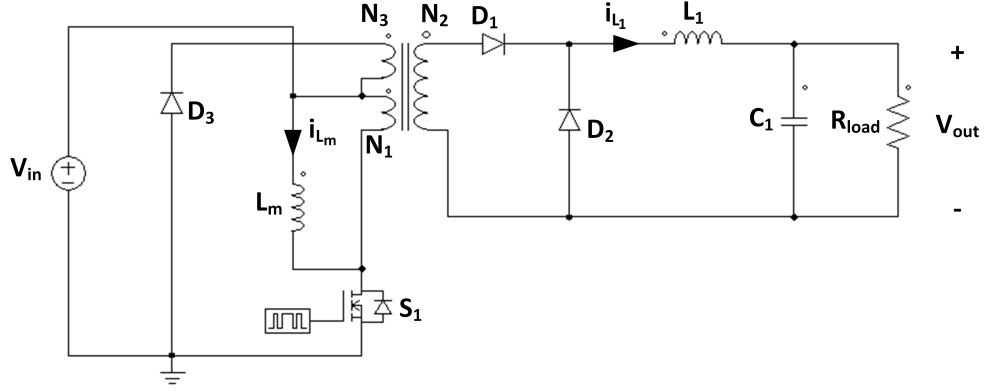 N3 N2 D1 iL1 L1
+
D3 D2 C1 Rload Vout
iLm N1
Vin + −
Lm
-
S1